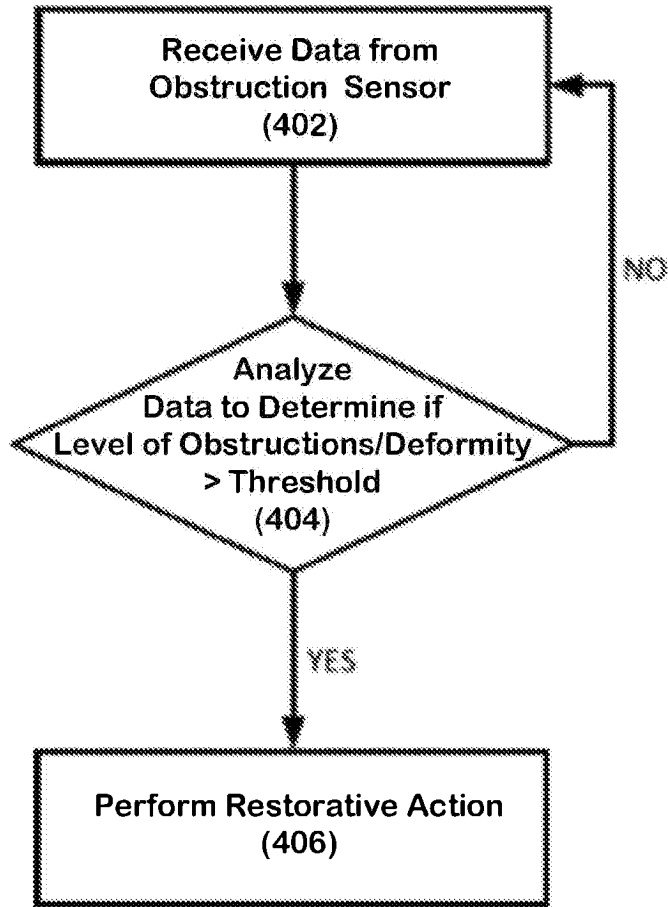 Receive Data from
Obstruction Sensor
(402)
NO
Analyze
Data to Determine if
Level of Obstructions/Deformity
> Threshold
(404)
YES
Perform Restorative Action
(406)